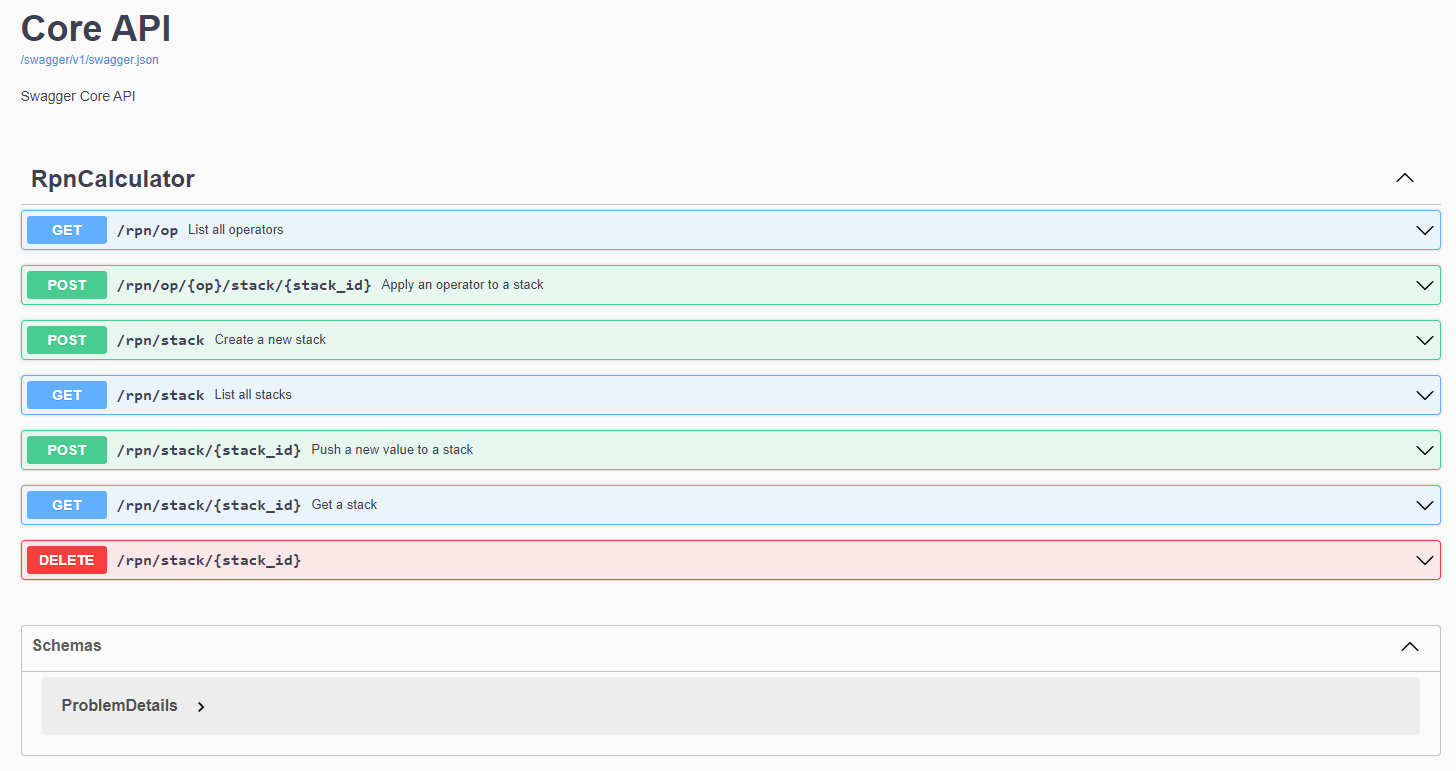 Core API
/swagger/v1/swagger.json
Swagger Core API
RpnCalculator
GET /rpn/op List all operators
POST /rpn/op/{op}/stack/{stack_id} Apply an operator to a stack
POST /rpn/stack Create a new stack
GET /rpn/stack List all stacks
POST /rpn/stack/{stack_id} Push a new value to a stack
GET /rpn/stack/{stack_id} Get a stack
DELETE /rpn/stack/{stack_id}
Schemas
ProblemDetails